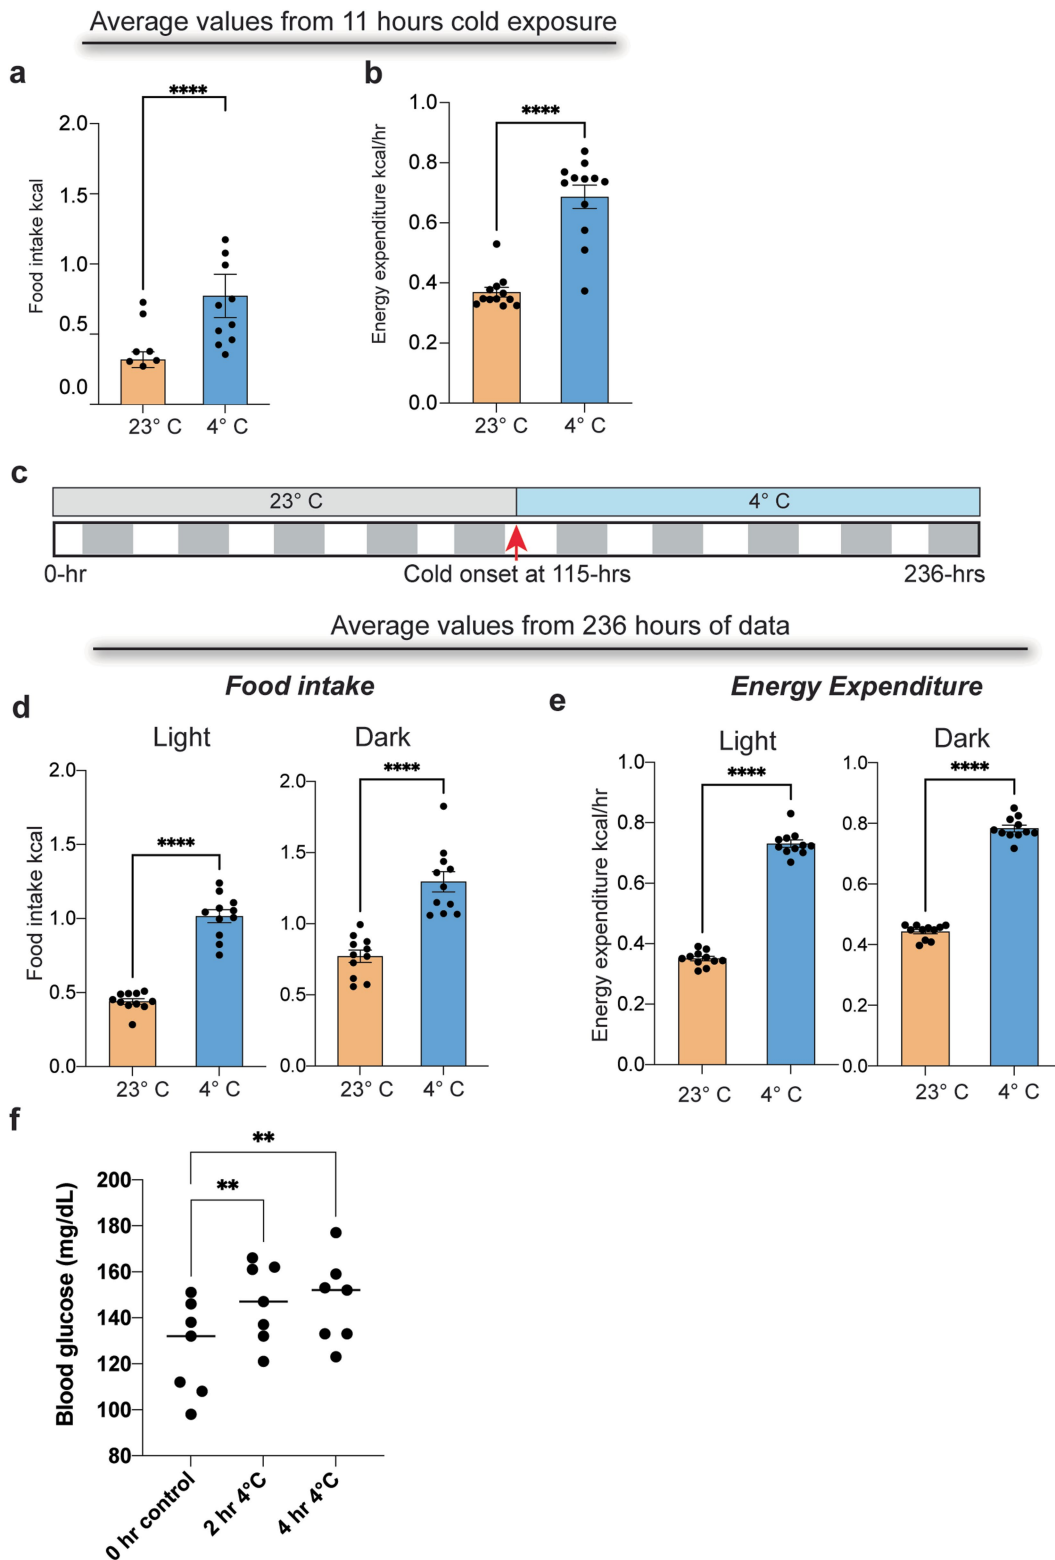 Average values from 11 hours cold exposure
a
****
2.0
1.5
1.0
0.5
0.0
Food intake kcal
23° C
4° C
b
****
1.0
0.8
0.6
0.4
0.2
0.0
Energy expenditure kcal/hr
23° C
4° C
c
23° C
4° C
0-hr
Cold onset at 115-hrs
236-hrs
Average values from 236 hours of data
Food intake
d
Light
****
2.0
1.5
1.0
0.5
0.0
Food intake kcal
23° C
4° C
Dark
****
2.0
1.5
1.0
0.5
0.0
23° C
4° C
Energy Expenditure
e
Light
****
1.0
0.8
0.6
0.4
0.2
0.0
Energy expenditure kcal/hr
23° C
4° C
Dark
****
1.0
0.8
0.6
0.4
0.2
0.0
23° C
4° C
f
**
**
200
180
160
140
120
100
80
Blood glucose (mg/dL)
0 hr control
2 hr 4°C
4 hr 4°C